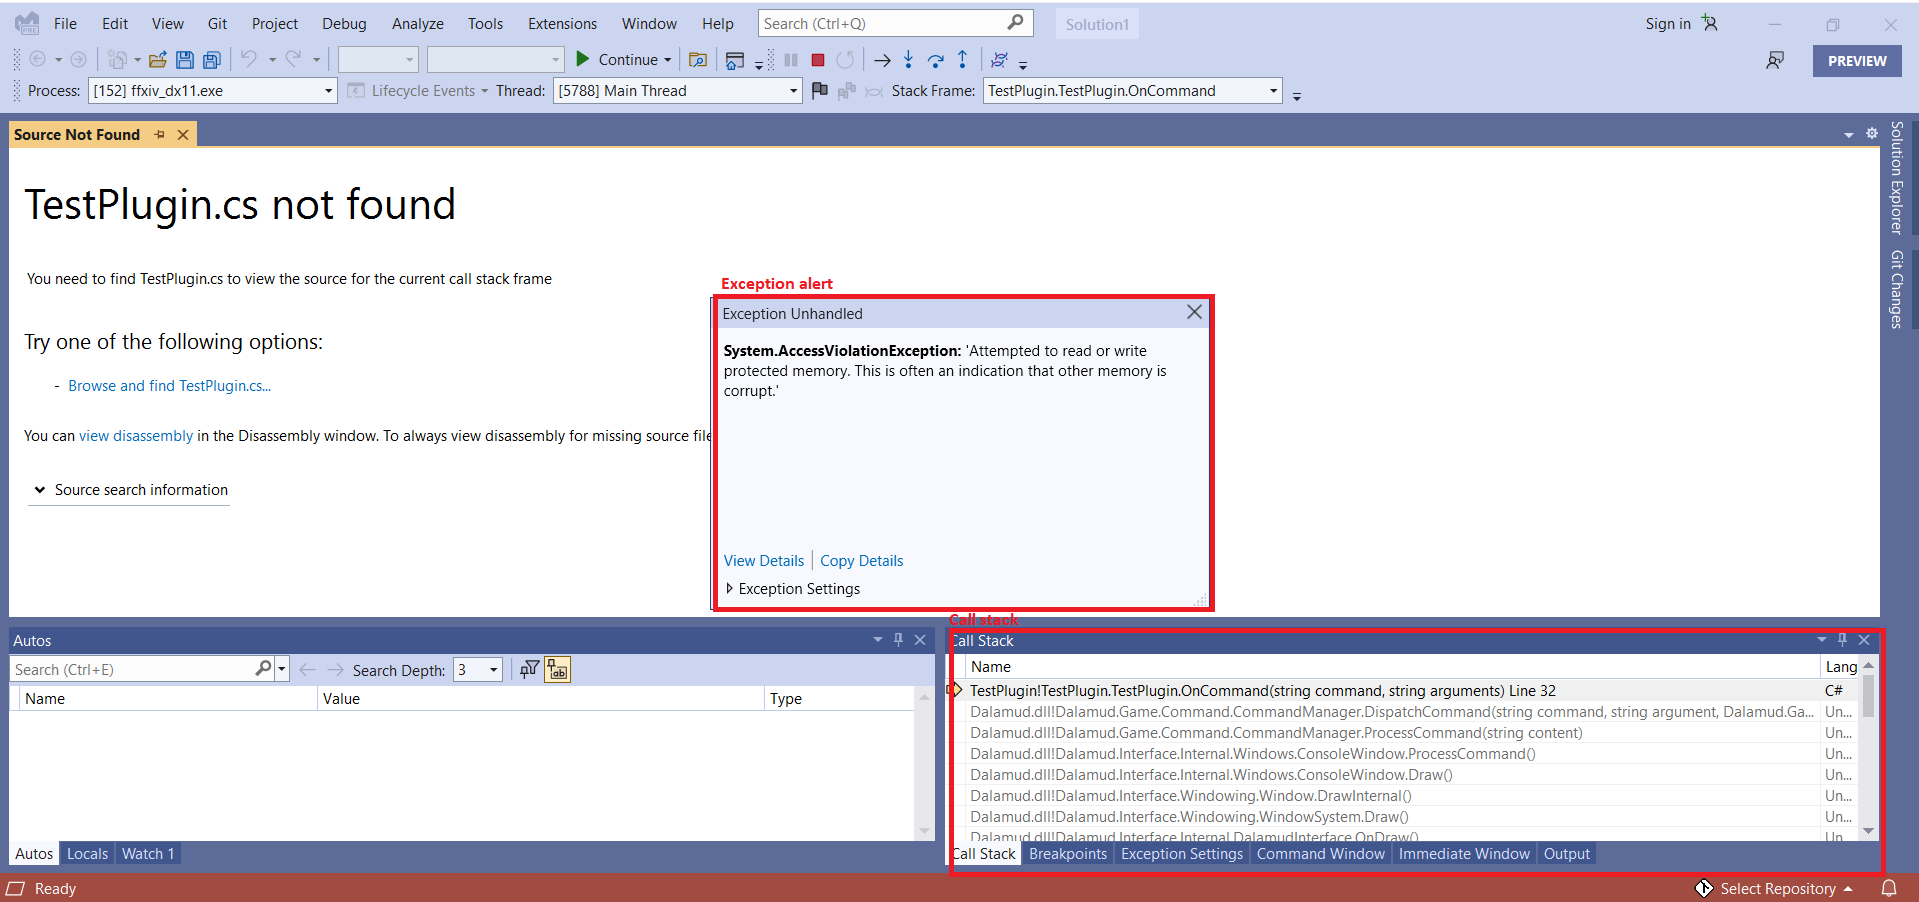 File Edit View Git Project Debug Analyze Tools Extensions Window Help Search (Ctrl+Q) Solution1 Sign in
Continue PREVIEW
Process: [152] ffxiv_dx11.exe Lifecycle Events Thread: [5788] Main Thread Stack Frame: TestPlugin.TestPlugin.OnCommand
Source Not Found
Solution Explorer
Git Changes
TestPlugin.cs not found
You need to find TestPlugin.cs to view the source for the current call stack frame
Try one of the following options:
- Browse and find TestPlugin.cs...
You can view disassembly in the Disassembly window. To always view disassembly for missing source file
Source search information
Exception alert
Exception Unhandled
System.AccessViolationException: 'Attempted to read or write
protected memory. This is often an indication that other memory is
corrupt.'
View Details Copy Details
Exception Settings
Autos
Search (Ctrl+E) Search Depth: 3
Name Value Type
Autos Locals Watch 1
Call stack
Call Stack
Name Lang
TestPlugin!TestPlugin.TestPlugin.OnCommand(string command, string arguments) Line 32 C#
Dalamud.dll!Dalamud.Game.Command.CommandManager.DispatchCommand(string command, string argument, Dalamud.Ga... Un...
Dalamud.dll!Dalamud.Game.Command.CommandManager.ProcessCommand(string content) Un...
Dalamud.dll!Dalamud.Interface.Internal.Windows.ConsoleWindow.ProcessCommand() Un...
Dalamud.dll!Dalamud.Interface.Internal.Windows.ConsoleWindow.Draw() Un...
Dalamud.dll!Dalamud.Interface.Windowing.Window.DrawInternal() Un...
Dalamud.dll!Dalamud.Interface.Windowing.WindowSystem.Draw() Un...
Dalamud.dll!Dalamud.Interface.Internal.DalamudInterface.OnDraw() Un
Call Stack Breakpoints Exception Settings Command Window Immediate Window Output
Ready Select Repository